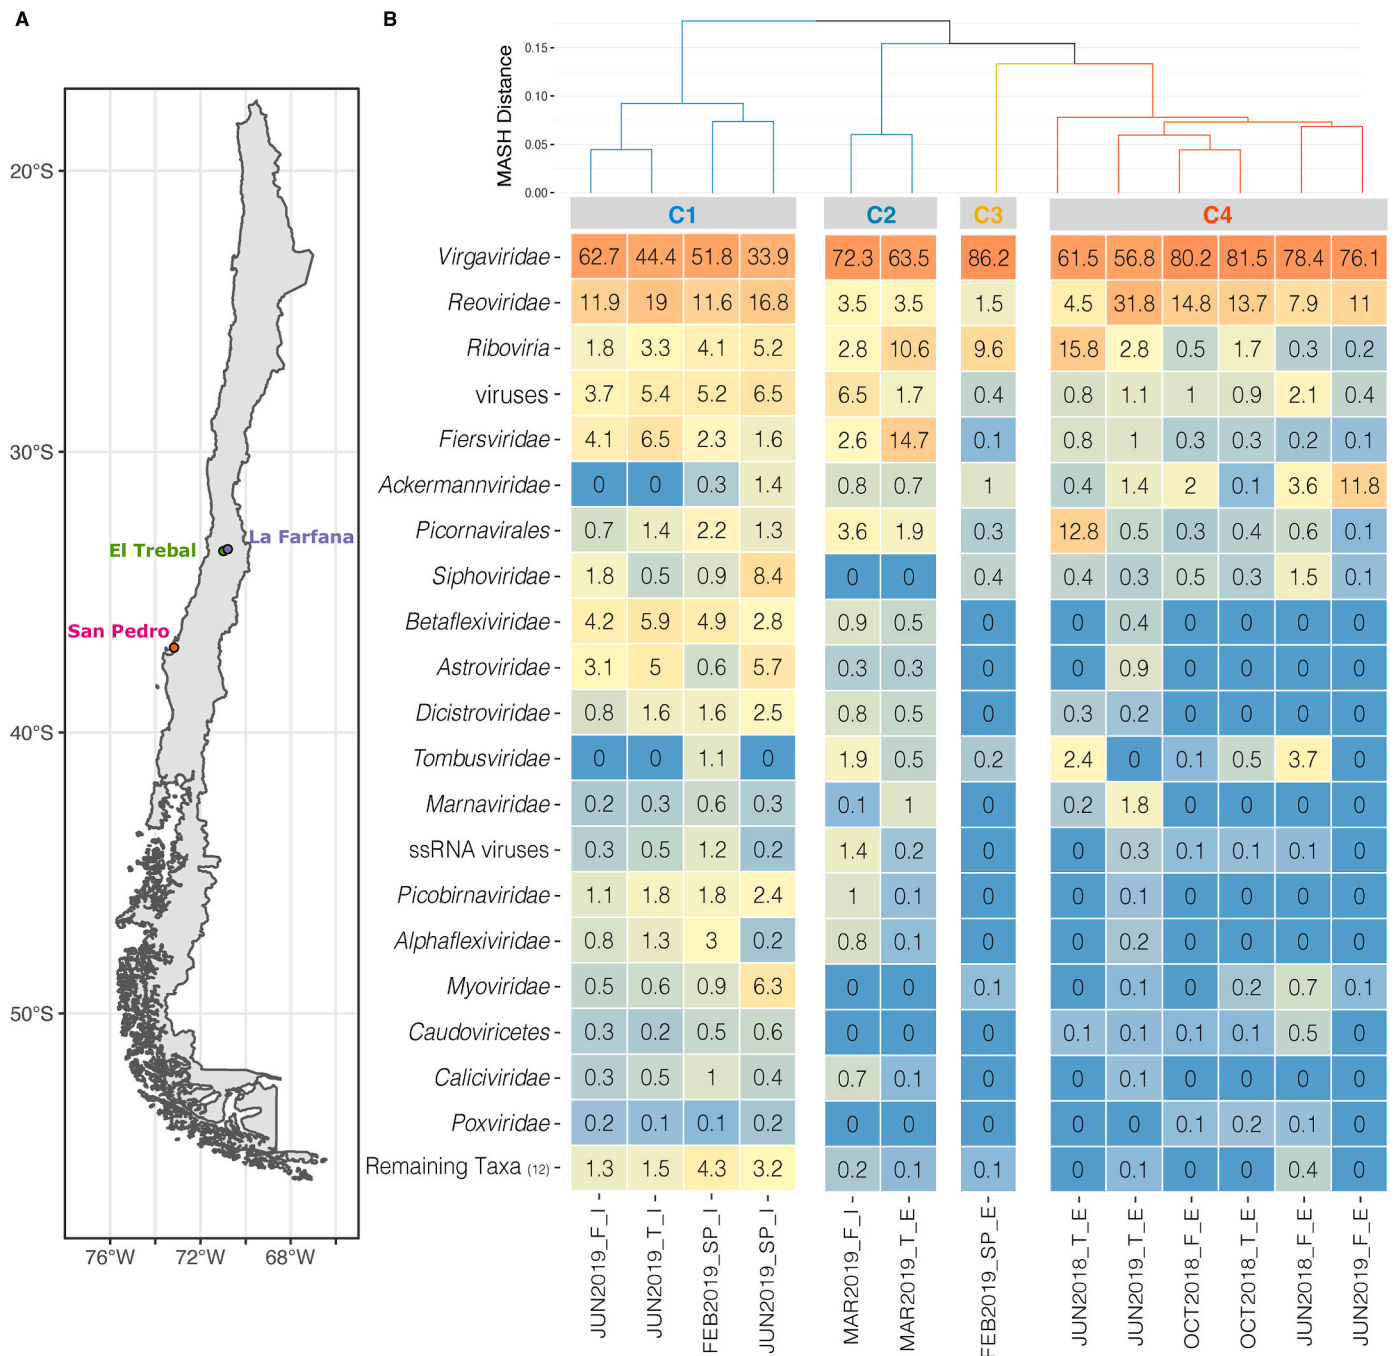 A
B
20°S
30°S
40°S
50°S
76°W 72°W 68°W
El Trebal
La Farfana
San Pedro
MASH Distance
0.15
0.10
0.05
0.00
C1 C2 C3 C4
Virgaviridae 62.7 44.4 51.8 33.9 72.3 63.5 86.2 61.5 56.8 80.2 81.5 78.4 76.1
Reoviridae 11.9 19 11.6 16.8 3.5 3.5 1.5 4.5 31.8 14.8 13.7 7.9 11
Riboviria 1.8 3.3 4.1 5.2 2.8 10.6 9.6 15.8 2.8 0.5 1.7 0.3 0.2
viruses 3.7 5.4 5.2 6.5 6.5 1.7 0.4 0.8 1.1 1 0.9 2.1 0.4
Fiersviridae 4.1 6.5 2.3 1.6 2.6 14.7 0.1 0.8 1 0.3 0.3 0.2 0.1
Ackermannviridae 0 0 0.3 1.4 0.8 0.7 1 0.4 1.4 2 0.1 3.6 11.8
Picornavirales 0.7 1.4 2.2 1.3 3.6 1.9 0.3 12.8 0.5 0.3 0.4 0.6 0.1
Siphoviridae 1.8 0.5 0.9 8.4 0 0 0.4 0.4 0.3 0.5 0.3 1.5 0.1
Betaflexiviridae 4.2 5.9 4.9 2.8 0.9 0.5 0 0 0.4 0 0 0 0
Astroviridae 3.1 5 0.6 5.7 0.3 0.3 0 0 0.9 0 0 0 0
Dicistroviridae 0.8 1.6 1.6 2.5 0.8 0.5 0 0.3 0.2 0 0 0 0
Tombusviridae 0 0 1.1 0 1.9 0.5 0.2 2.4 0 0.1 0.5 3.7 0
Marnaviridae 0.2 0.3 0.6 0.3 0.1 1 0 0.2 1.8 0 0 0 0
ssRNA viruses 0.3 0.5 1.2 0.2 1.4 0.2 0 0 0.3 0.1 0.1 0.1 0
Picobirnaviridae 1.1 1.8 1.8 2.4 1 0.1 0 0 0.1 0 0 0 0
Alphaflexiviridae 0.8 1.3 3 0.2 0.8 0.1 0 0 0.2 0 0 0 0
Myoviridae 0.5 0.6 0.9 6.3 0 0 0.1 0 0.1 0 0.2 0.7 0.1
Caudoviricetes 0.3 0.2 0.5 0.6 0 0 0 0.1 0.1 0.1 0.1 0.5 0
Caliciviridae 0.3 0.5 1 0.4 0.7 0.1 0 0 0.1 0 0 0 0
Poxviridae 0.2 0.1 0.1 0.2 0 0 0 0 0 0.1 0.2 0.1 0
Remaining Taxa (12) 1.3 1.5 4.3 3.2 0.2 0.1 0.1 0 0.1 0 0 0.4 0
JUN2019_F_I
JUN2019_T_I
FEB2019_SP_I
JUN2019_SP_I
MAR2019_F_I
MAR2019_T_E
FEB2019_SP_E
JUN2018_T_E
JUN2019_T_E
OCT2018_F_E
OCT2018_T_E
JUN2018_F_E
JUN2019_F_E